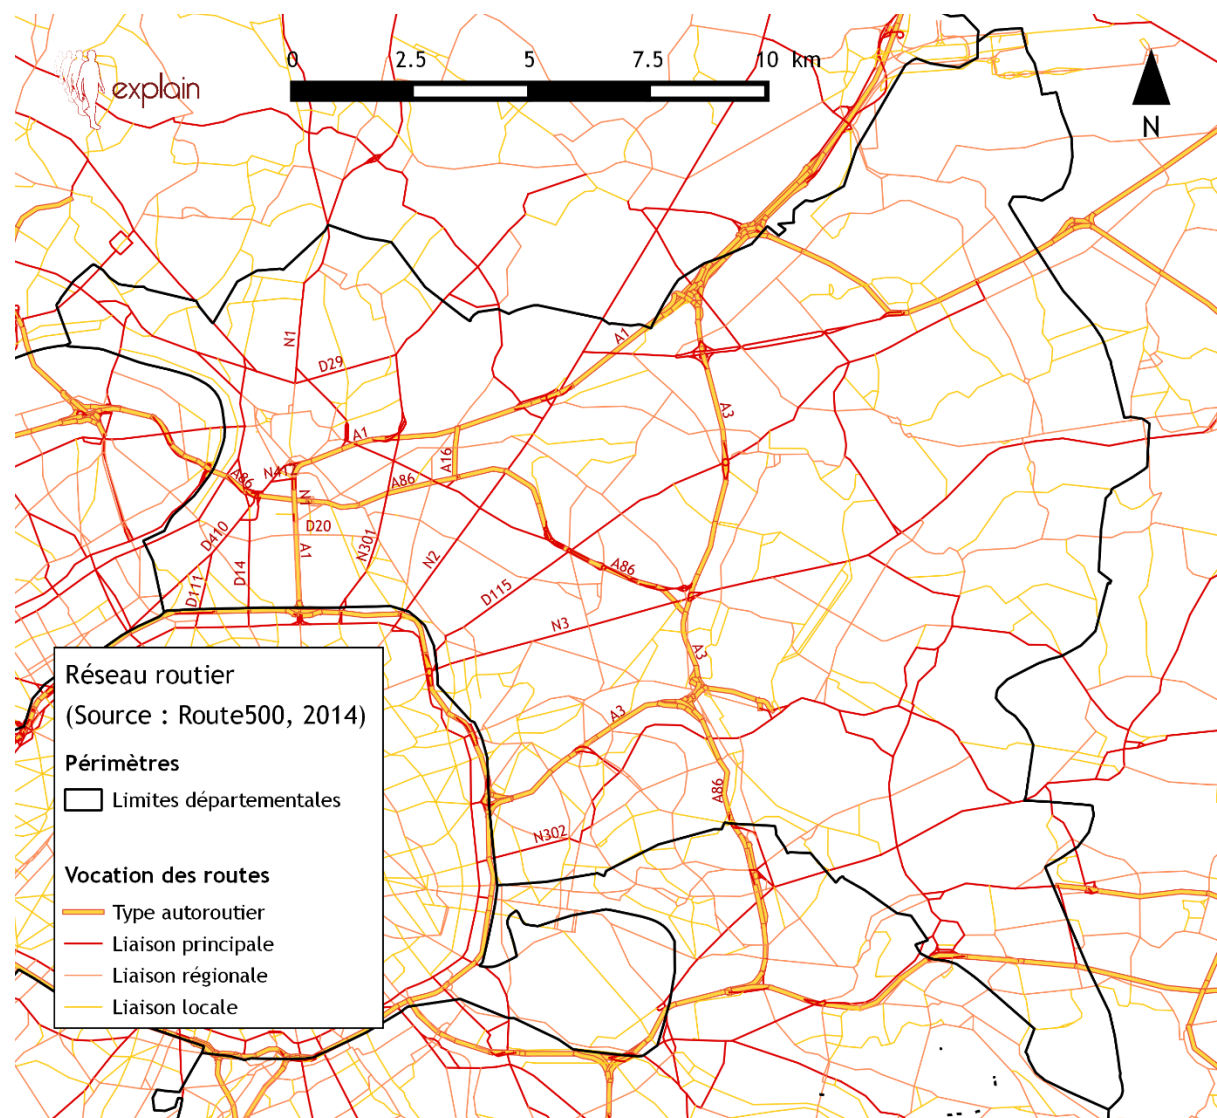 0 2.5 5 7.5 10 km
explain
N
N1
D29
A1
A3
A1
N412
A86
A16
A86
N1
D20
D410
A1
N301
N2
D111
D14
D115
A86
N3
A3
A3
A86
N302
Réseau routier
(Source : Route500, 2014)
Périmètres
Limites départementales
Vocation des routes
Type autoroutier
Liaison principale
Liaison régionale
Liaison locale